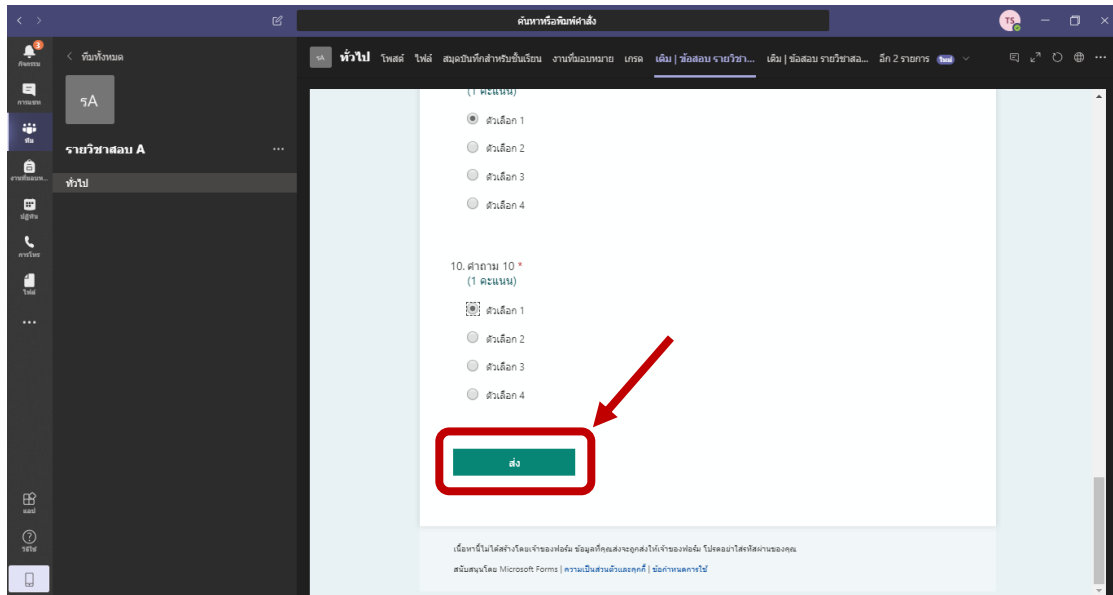 ค้นหาหรือพิมพ์คำสั่ง
TS
3
กิจกรรม
การแชท
ทีม
งานที่มอบห...
ปฏิทิน
การโทร
ไฟล์
แอป
วิธีใช้
ทีมทั้งหมด
รA
รายวิชาสอบ A
ทั่วไป
รA ทั่วไป โพสต์ ไฟล์ สมุดบันทึกสำหรับชั้นเรียน งานที่มอบหมาย เกรด เติม | ข้อสอบ รายวิชา... เติม | ข้อสอบ รายวิชาสอ... อีก 2 รายการ ใหม่
(1 คะแนน)
ตัวเลือก 1
ตัวเลือก 2
ตัวเลือก 3
ตัวเลือก 4
10. คำถาม 10 *
(1 คะแนน)
ตัวเลือก 1
ตัวเลือก 2
ตัวเลือก 3
ตัวเลือก 4
ส่ง
เนื้อหานี้ไม่ได้สร้างโดยเจ้าของฟอร์ม ข้อมูลที่คุณส่งจะถูกส่งให้เจ้าของฟอร์ม โปรดอย่าใส่รหัสผ่านของคุณ
สนับสนุนโดย Microsoft Forms | ความเป็นส่วนตัวและคุกกี้ | ข้อกำหนดการใช้